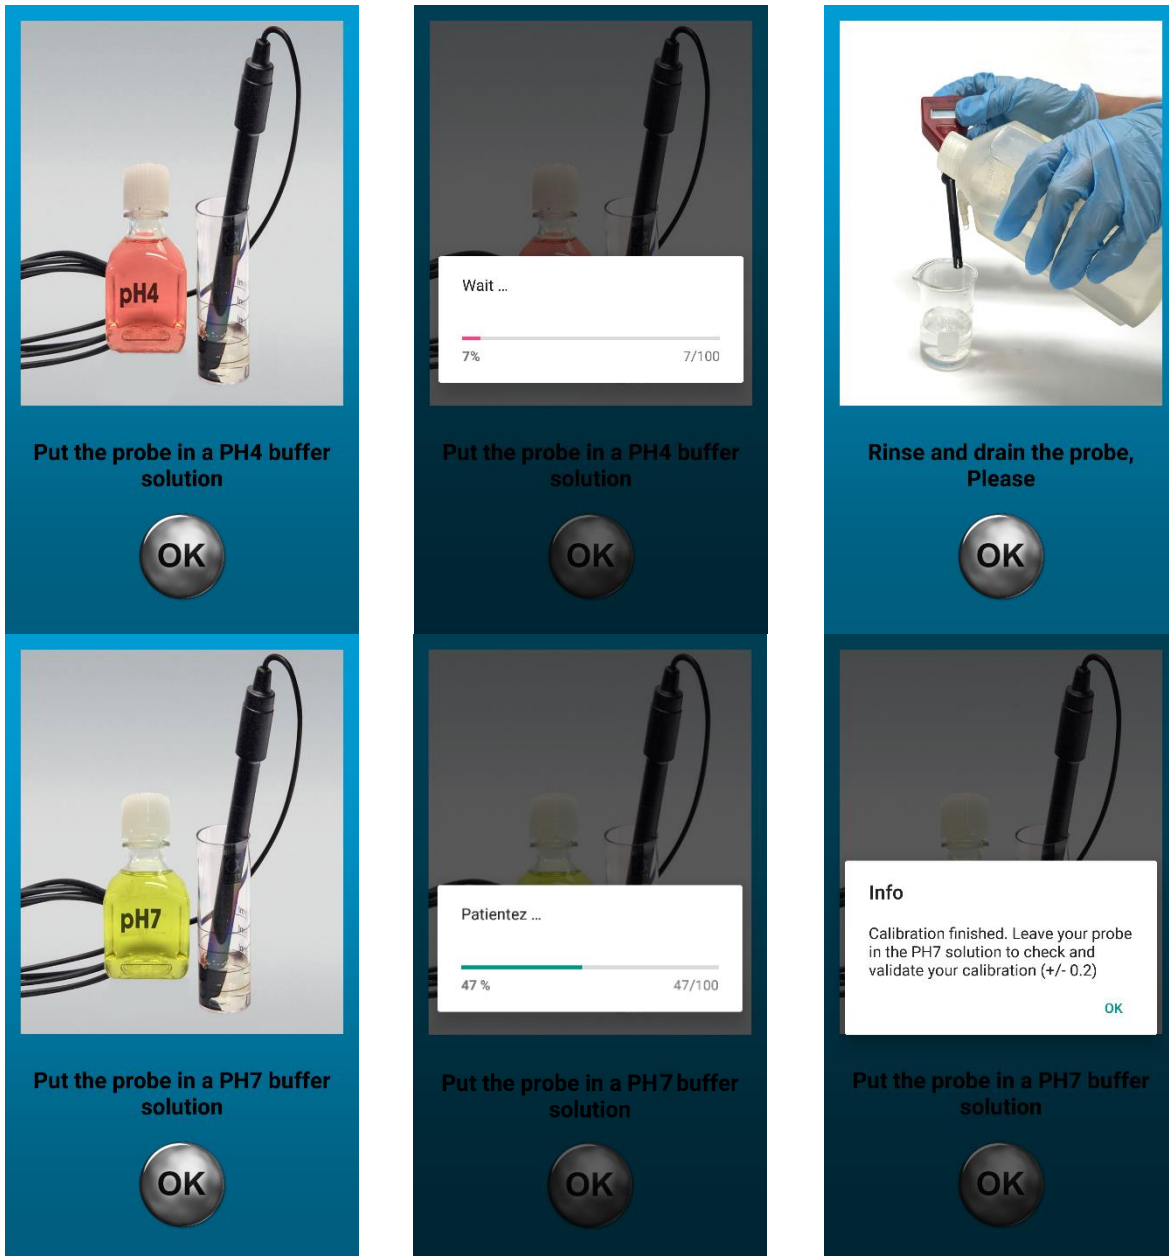 pH4
Put the probe in a PH4 buffer
solution
OK
Wait ...
7%
7/100
Put the probe in a PH4 buffer
solution
OK
Rinse and drain the probe,
Please
OK
pH7
Put the probe in a PH7 buffer
solution
OK
Patientez ...
47 %
47/100
Put the probe in a PH7 buffer
solution
OK
Info
Calibration finished. Leave your probe
in the PH7 solution to check and
validate your calibration (+/- 0.2)
OK
Put the probe in a PH7 buffer
solution
OK